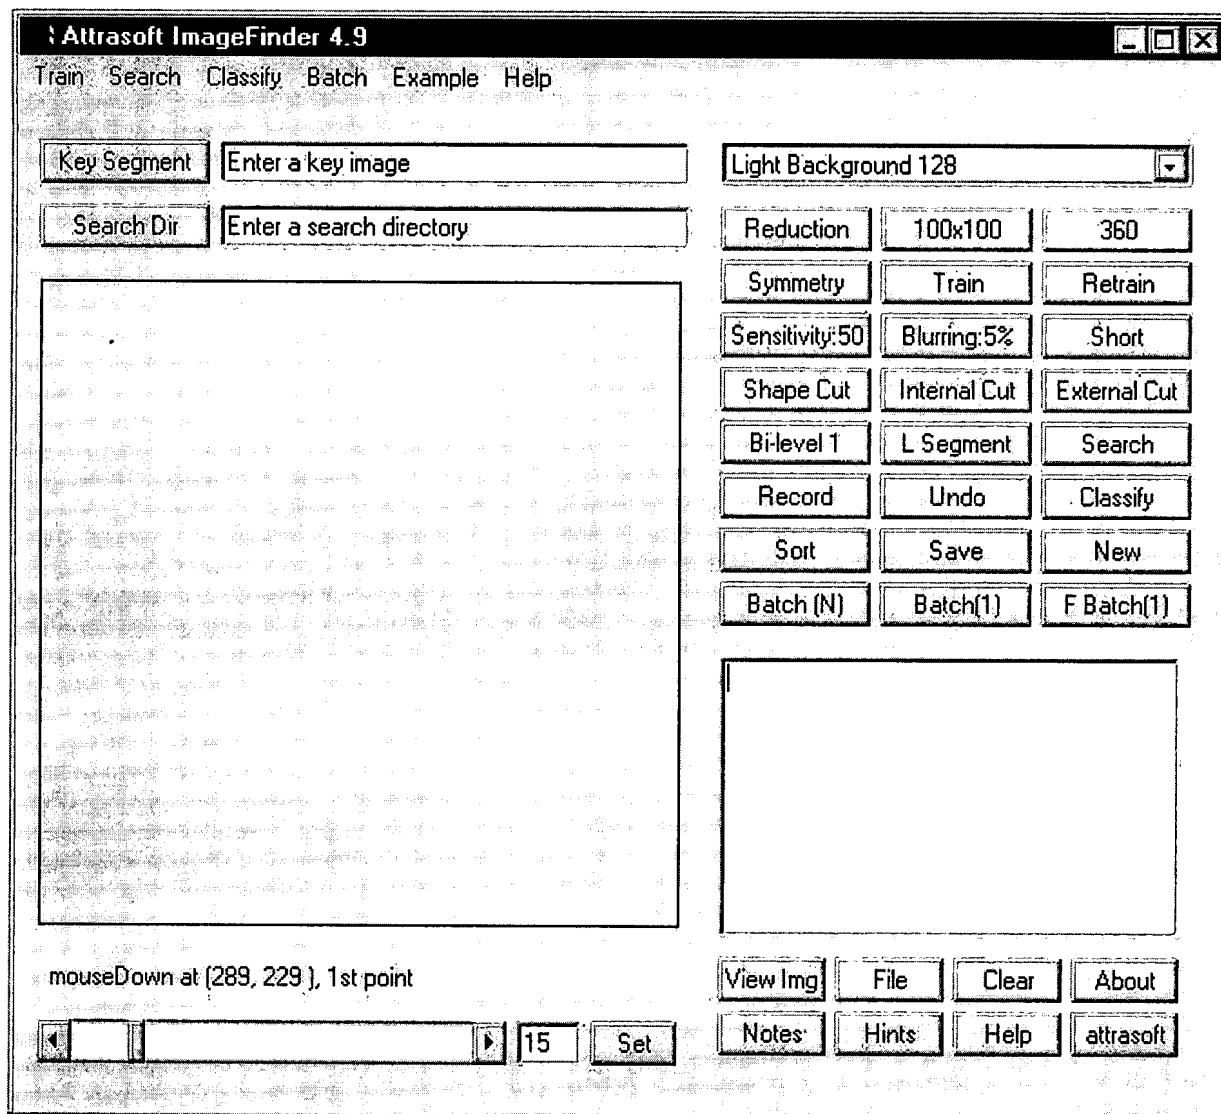 Attrasoft ImageFinder 4.9
Train Search Classify Batch Example Help
Key Segment Enter a key image Light Background 128
Search Dir Enter a search directory
Reduction 100x100 360
Symmetry Train Retrain
Sensitivity:50 Blurring:5% Short
Shape Cut Internal Cut External Cut
Bi-level 1 L Segment Search
Record Undo Classify
Sort Save New
Batch (N) Batch(1) F Batch(1)
mouseDown at (289, 229 ), 1st point
View Img File Clear About
15 Set
Notes Hints Help attrasoft